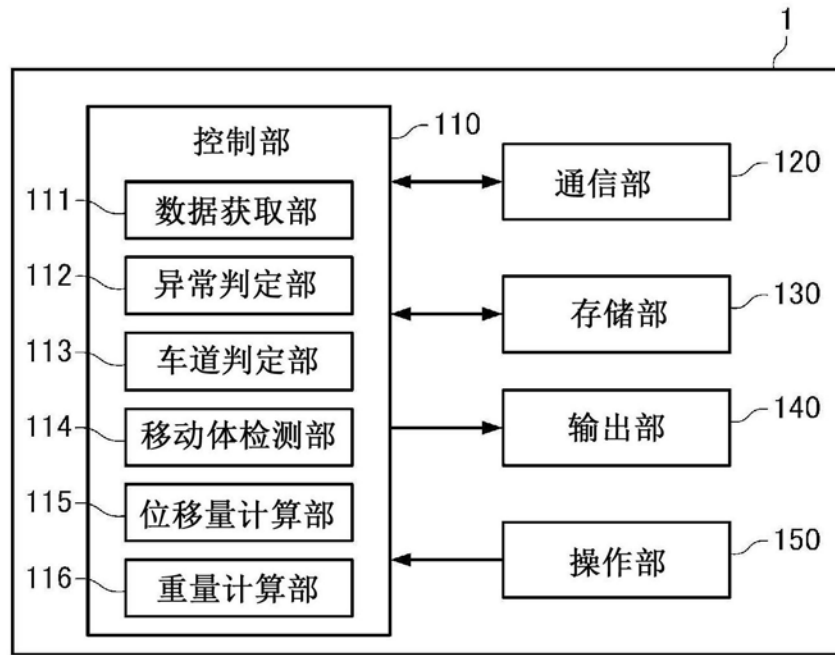 1
控制部
110
111
数据获取部
112
异常判定部
113
车道判定部
114
移动体检测部
115
位移量计算部
116
重量计算部
通信部
120
存储部
130
输出部
140
操作部
150